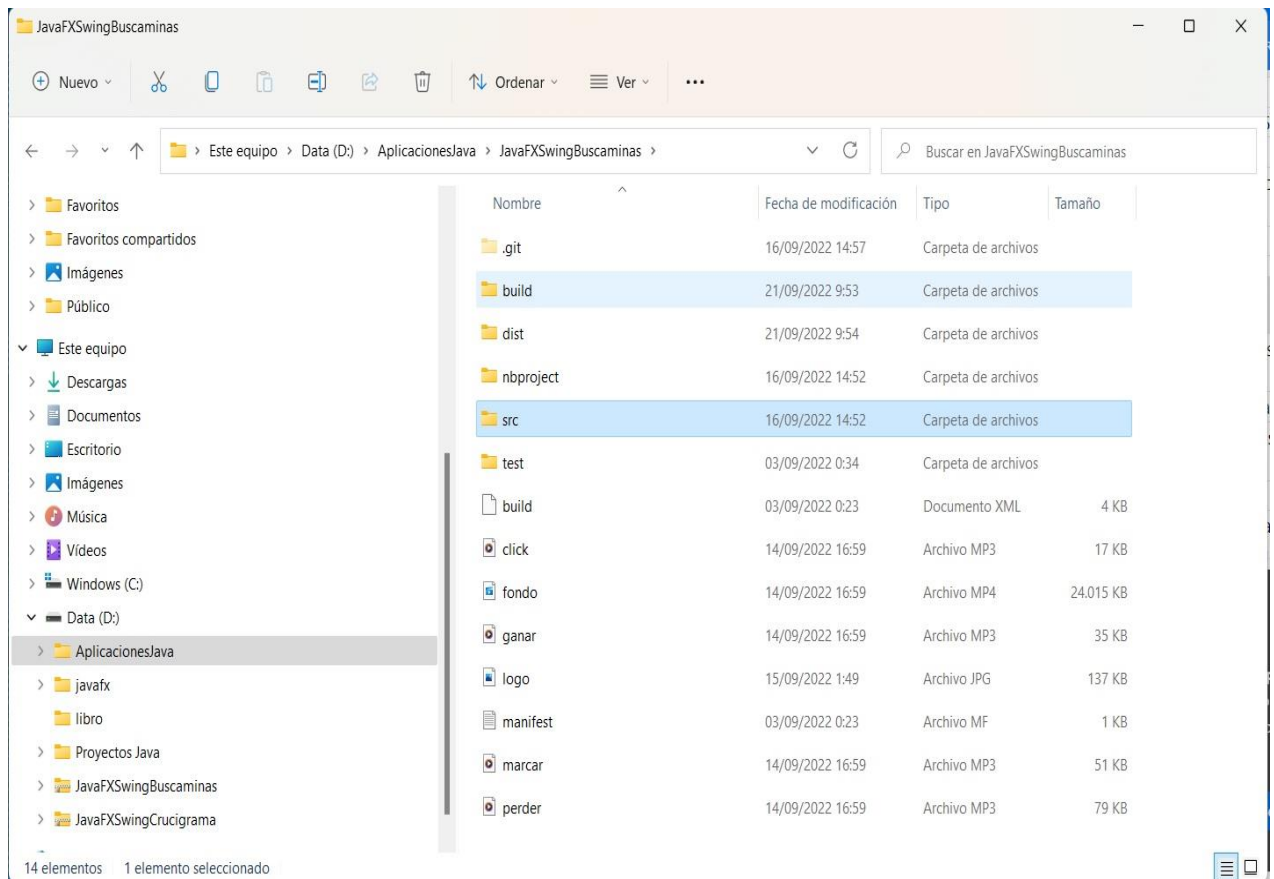 JavaFXSwingBuscaminas
Nuevo
Ordenar
Ver
Este equipo > Data (D:) > AplicacionesJava > JavaFXSwingBuscaminas >
Buscar en JavaFXSwingBuscaminas
Favoritos
Favoritos compartidos
Imágenes
Público
Este equipo
Descargas
Documentos
Escritorio
Imágenes
Música
Vídeos
Windows (C:)
Data (D:)
AplicacionesJava
javafx
libro
Proyectos Java
JavaFXSwingBuscaminas
JavaFXSwingCrucigrama
Nombre Fecha de modificación Tipo Tamaño
.git 16/09/2022 14:57 Carpeta de archivos
build 21/09/2022 9:53 Carpeta de archivos
dist 21/09/2022 9:54 Carpeta de archivos
nbproject 16/09/2022 14:52 Carpeta de archivos
src 16/09/2022 14:52 Carpeta de archivos
test 03/09/2022 0:34 Carpeta de archivos
build 03/09/2022 0:23 Documento XML 4 KB
click 14/09/2022 16:59 Archivo MP3 17 KB
fondo 14/09/2022 16:59 Archivo MP4 24.015 KB
ganar 14/09/2022 16:59 Archivo MP3 35 KB
logo 15/09/2022 1:49 Archivo JPG 137 KB
manifest 03/09/2022 0:23 Archivo MF 1 KB
marcar 14/09/2022 16:59 Archivo MP3 51 KB
perder 14/09/2022 16:59 Archivo MP3 79 KB
14 elementos 1 elemento seleccionado